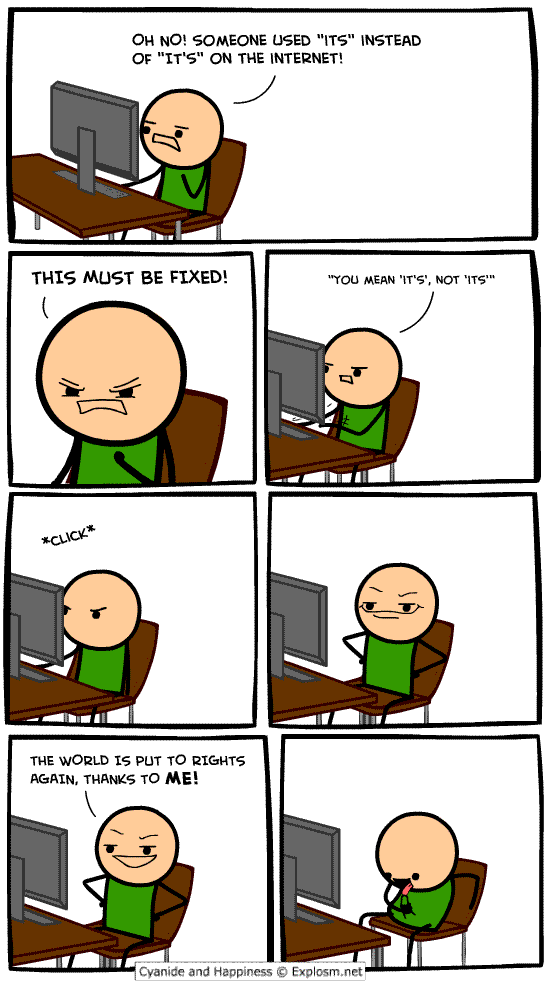 OH NO! SOMEONE USED "ITS" INSTEAD
OF "IT'S" ON THE INTERNET!
THIS MUST BE FIXED!
"YOU MEAN 'IT'S', NOT 'ITS'"
*CLICK*
THE WORLD IS PUT TO RIGHTS
AGAIN, THANKS TO ME!
Cyanide and Happiness © Explosm.net